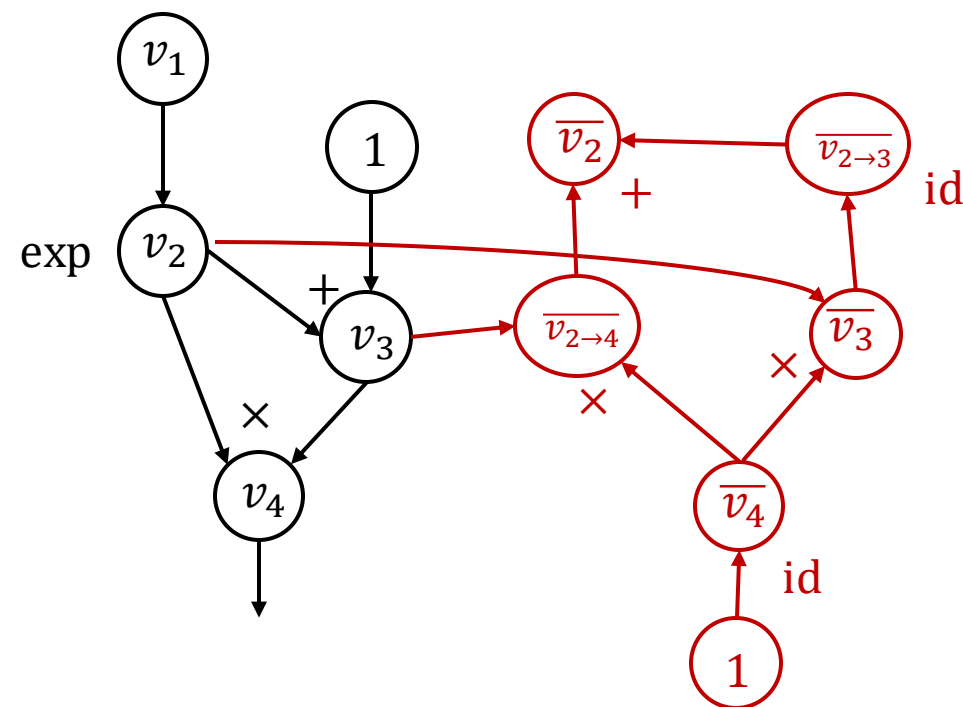 v₁
1
exp
v₂
+
v₃
×
v₄
v̅₂
v̅₂→₃
+
id
v̅₂→₄
v̅₃
×
×
v̅₄
id
1